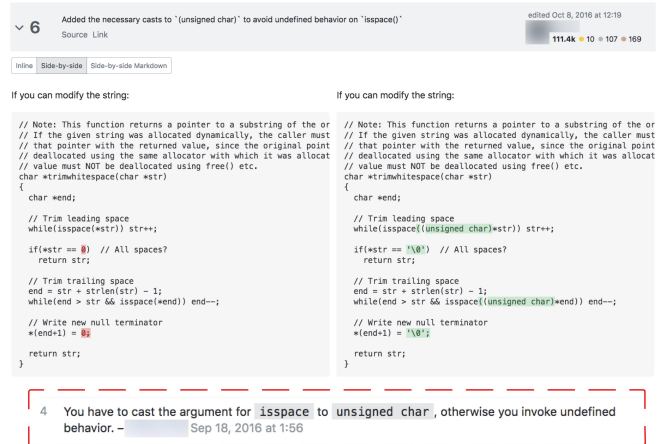 6
Added the necessary casts to `(unsigned char)` to avoid undefined behavior on `isspace()`
Source Link
edited Oct 8, 2016 at 12:19
111.4k 10 107 169
Inline Side-by-side Side-by-side Markdown
If you can modify the string:
// Note: This function returns a pointer to a substring of the or
// If the given string was allocated dynamically, the caller must
// that pointer with the returned value, since the original point
// deallocated using the same allocator with which it was allocat
// value must NOT be deallocated using free() etc.
char *trimwhitespace(char *str)
{
char *end;
// Trim leading space
while(isspace(*str)) str++;
if(*str == 0) // All spaces?
return str;
// Trim trailing space
end = str + strlen(str) - 1;
while(end > str && isspace(*end)) end--;
// Write new null terminator
*(end+1) = 0;
return str;
}
If you can modify the string:
// Note: This function returns a pointer to a substring of the or
// If the given string was allocated dynamically, the caller must
// that pointer with the returned value, since the original point
// deallocated using the same allocator with which it was allocat
// value must NOT be deallocated using free() etc.
char *trimwhitespace(char *str)
{
char *end;
// Trim leading space
while(isspace((unsigned char)*str)) str++;
if(*str == '\0') // All spaces?
return str;
// Trim trailing space
end = str + strlen(str) - 1;
while(end > str && isspace((unsigned char)*end)) end--;
// Write new null terminator
*(end+1) = '\0';
return str;
}
4 You have to cast the argument for isspace to unsigned char, otherwise you invoke undefined
behavior. – Sep 18, 2016 at 1:56